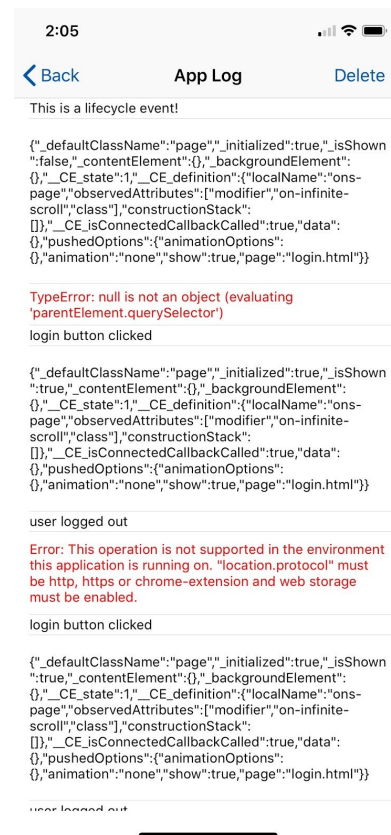 2:05
Back App Log Delete
This is a lifecycle event!
{"_defaultClassName":"page","_initialized":true,"_isShown
":false,"_contentElement":{},"_backgroundElement":
{},"__CE_state":1,"__CE_definition":{"localName":"ons-
page","observedAttributes":["modifier","on-infinite-
scroll","class"],"constructionStack":
[]},"__CE_isConnectedCallbackCalled":true,"data":
{},"pushedOptions":{"animationOptions":
{},"animation":"none","show":true,"page":"login.html"}}
TypeError: null is not an object (evaluating
'parentElement.querySelector')
login button clicked
{"_defaultClassName":"page","_initialized":true,"_isShown
":true,"_contentElement":{},"_backgroundElement":
{},"__CE_state":1,"__CE_definition":{"localName":"ons-
page","observedAttributes":["modifier","on-infinite-
scroll","class"],"constructionStack":
[]},"__CE_isConnectedCallbackCalled":true,"data":
{},"pushedOptions":{"animationOptions":
{},"animation":"none","show":true,"page":"login.html"}}
user logged out
Error: This operation is not supported in the environment
this application is running on. "location.protocol" must
be http, https or chrome-extension and web storage
must be enabled.
login button clicked
{"_defaultClassName":"page","_initialized":true,"_isShown
":true,"_contentElement":{},"_backgroundElement":
{},"__CE_state":1,"__CE_definition":{"localName":"ons-
page","observedAttributes":["modifier","on-infinite-
scroll","class"],"constructionStack":
[]},"__CE_isConnectedCallbackCalled":true,"data":
{},"pushedOptions":{"animationOptions":
{},"animation":"none","show":true,"page":"login.html"}}
user logged out